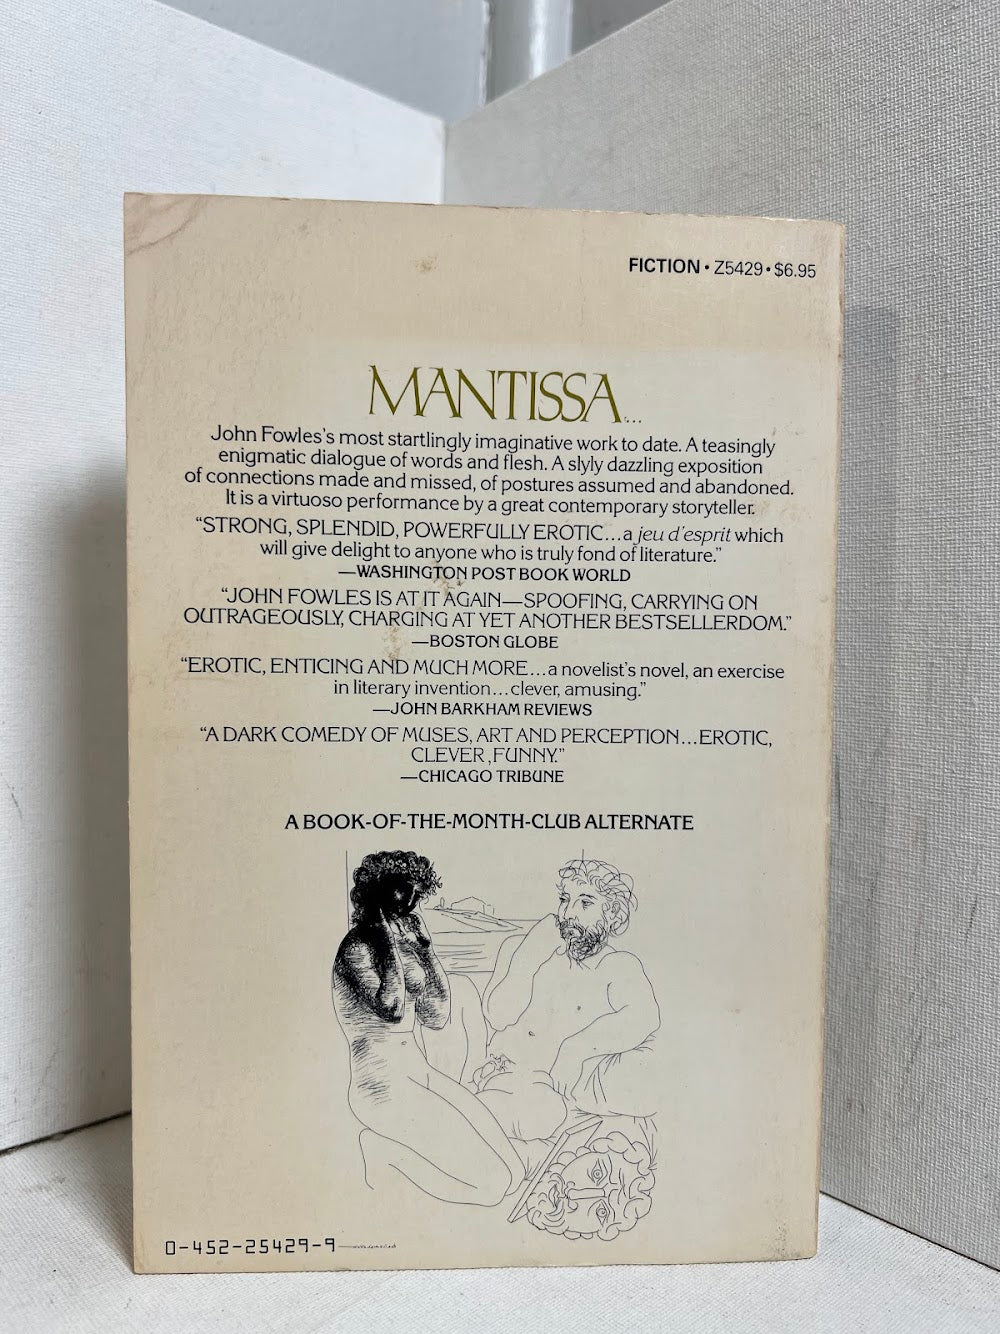 FICTION • Z5429 • $6.95
MANTISSA...
John Fowles's most startlingly imaginative work to date. A teasingly
enigmatic dialogue of words and flesh. A slyly dazzling exposition
of connections made and missed, of postures assumed and abandoned.
It is a virtuoso performance by a great contemporary storyteller.
“STRONG, SPLENDID, POWERFULLY EROTIC...a jeu d'esprit which
will give delight to anyone who is truly fond of literature.”
—WASHINGTON POST BOOK WORLD
“JOHN FOWLES IS AT IT AGAIN—SPOOFING, CARRYING ON
OUTRAGEOUSLY, CHARGING AT YET ANOTHER BESTSELLERDOM.”
—BOSTON GLOBE
“EROTIC, ENTICING AND MUCH MORE...a novelist's novel, an exercise
in literary invention...clever, amusing.”
—JOHN BARKHAM REVIEWS
“A DARK COMEDY OF MUSES, ART AND PERCEPTION...EROTIC,
CLEVER ,FUNNY.”
—CHICAGO TRIBUNE
A BOOK-OF-THE-MONTH-CLUB ALTERNATE
0-452-25429-9